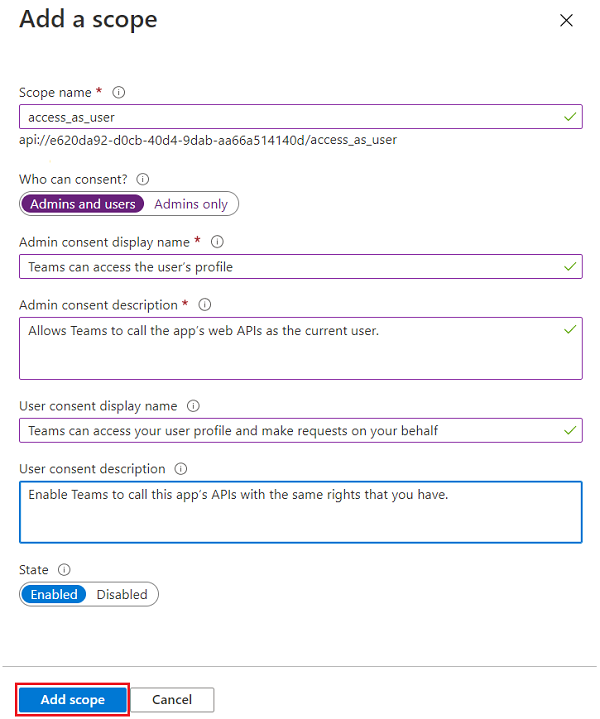 Add a scope
Scope name *
access_as_user
api://e620da92-d0cb-40d4-9dab-aa66a514140d/access_as_user
Who can consent?
Admins and users Admins only
Admin consent display name *
Teams can access the user’s profile
Admin consent description *
Allows Teams to call the app’s web APIs as the current user.
User consent display name
Teams can access your user profile and make requests on your behalf
User consent description
Enable Teams to call this app’s APIs with the same rights that you have.
State
Enabled Disabled
Add scope Cancel